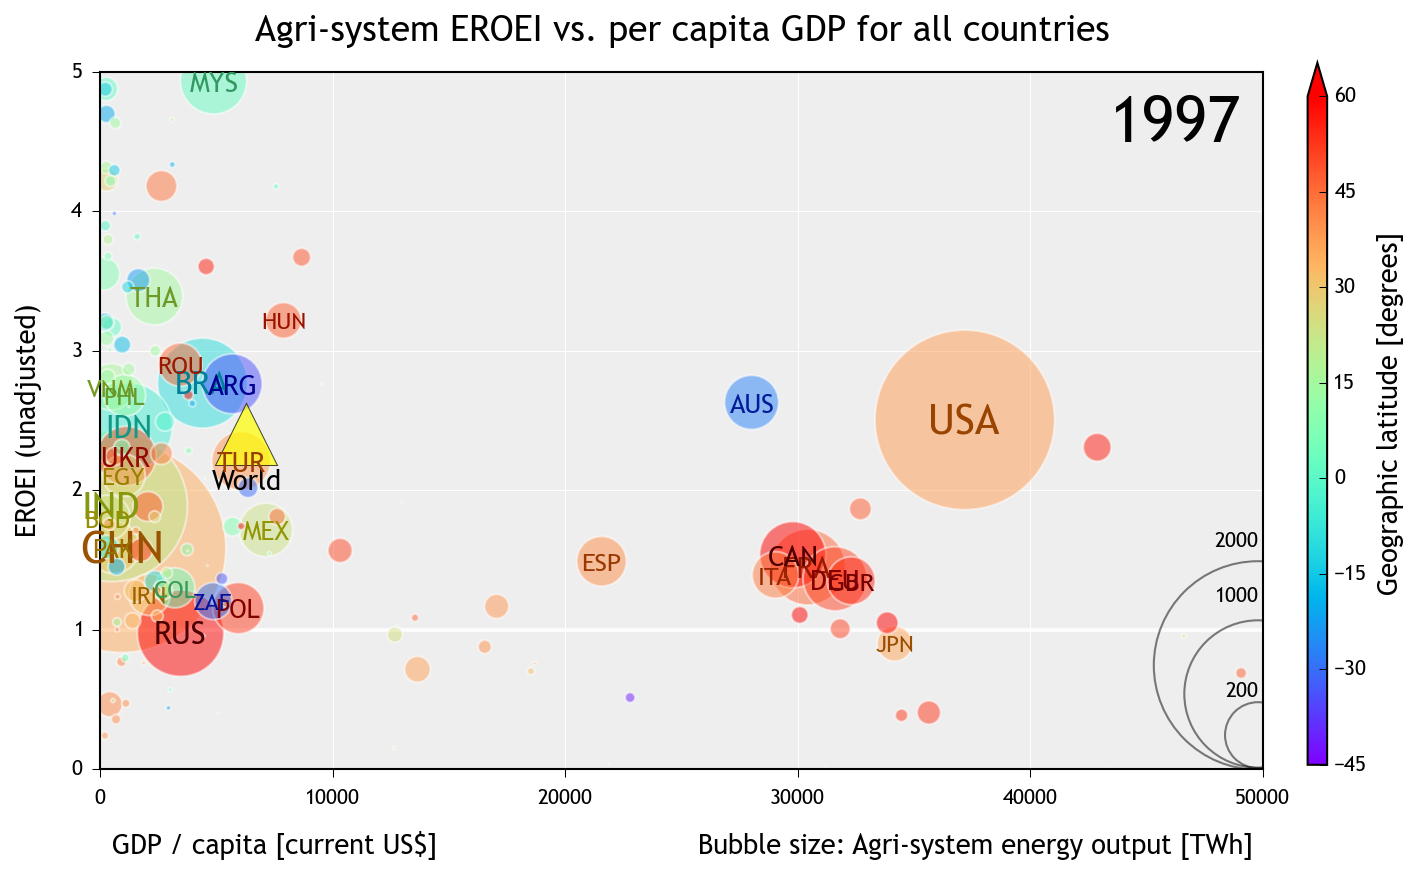 Agri-system EROEI vs. per capita GDP for all countries
1997
EROEI (unadjusted)
5
4
3
2
1
0
MYS
THA
HUN
ROU
BRA
ARG
VNM
PHL
IDN
AUS
USA
UKR
TUR
World
EGY
IND
BGD
MEX
CHN
PAK
ESP
CAN
FRA
ITA
DEU
GBR
IRN
COL
ZAF
POL
RUS
JPN
2000
1000
200
0
10000
20000
30000
40000
50000
GDP / capita [current US$]
Bubble size: Agri-system energy output [TWh]
60
45
30
15
0
−15
−30
−45
Geographic latitude [degrees]